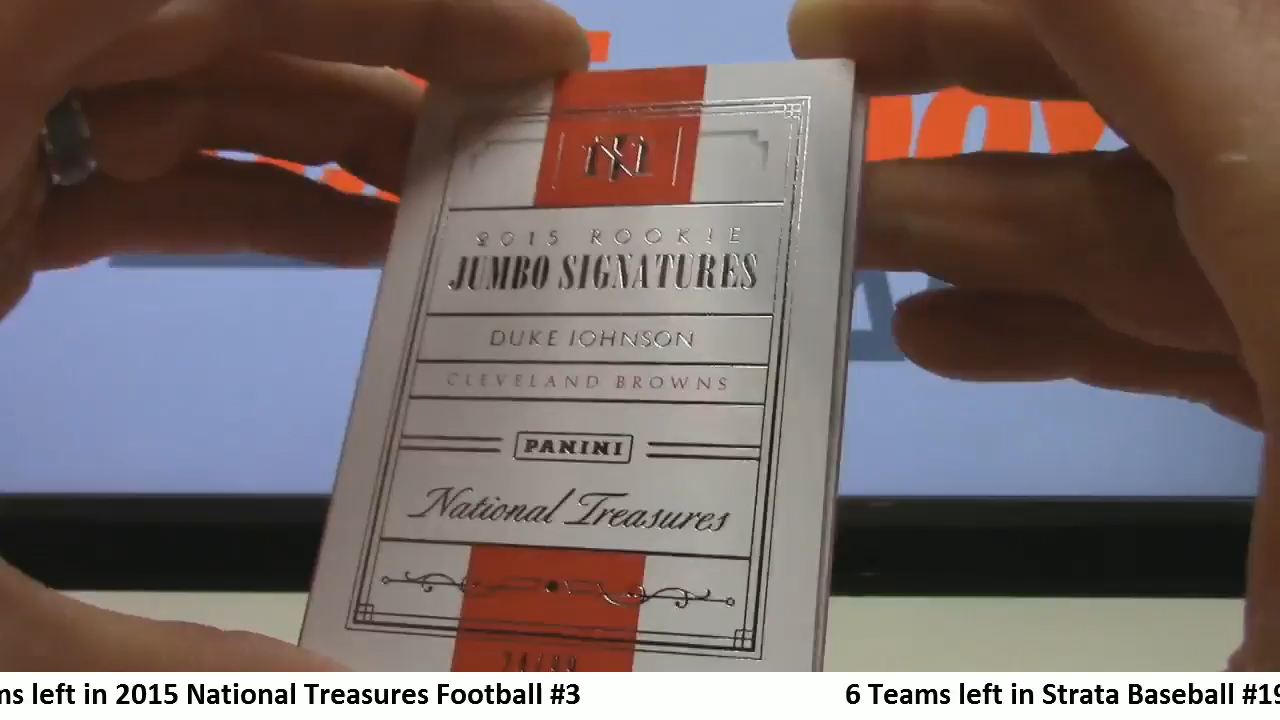 2015 ROOKIE
JUMBO SIGNATURES
DUKE JOHNSON
CLEVELAND BROWNS
PANINI
National Treasures
ms left in 2015 National Treasures Football #3
6 Teams left in Strata Baseball #19